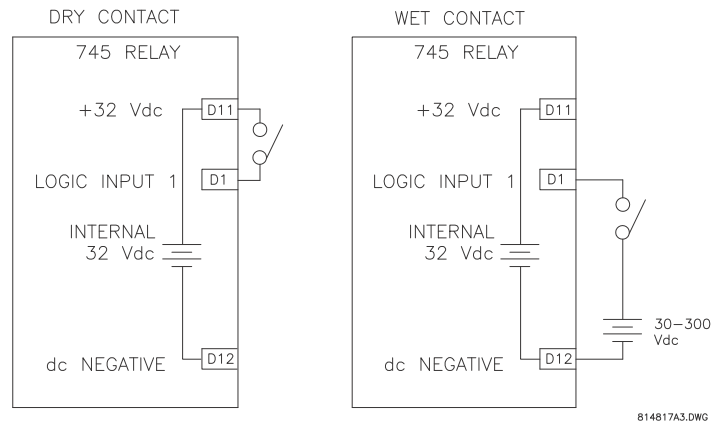 DRY CONTACT
745 RELAY
+32 Vdc
D11
LOGIC INPUT 1
D1
INTERNAL
32 Vdc
dc NEGATIVE
D12
WET CONTACT
745 RELAY
+32 Vdc
D11
LOGIC INPUT 1
D1
INTERNAL
32 Vdc
30-300
Vdc
dc NEGATIVE
D12
814817A3.DWG